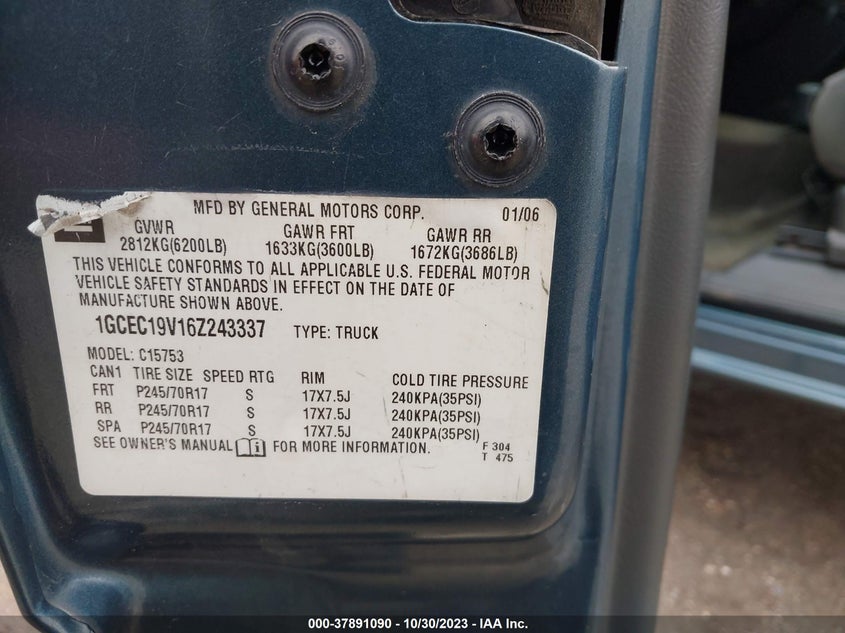 MFD BY GENERAL MOTORS CORP. 01/06
GVWR GAWR FRT GAWR RR
2812KG(6200LB) 1633KG(3600LB) 1672KG(3686LB)
THIS VEHICLE CONFORMS TO ALL APPLICABLE U.S. FEDERAL MOTOR
VEHICLE SAFETY STANDARDS IN EFFECT ON THE DATE OF
MANUFACTURE SHOWN ABOVE.
1GCEC19V16Z243337 TYPE: TRUCK
MODEL: C15753
CAN1 TIRE SIZE SPEED RTG RIM COLD TIRE PRESSURE
FRT P245/70R17 S 17X7.5J 240KPA(35PSI)
RR P245/70R17 S 17X7.5J 240KPA(35PSI)
SPA P245/70R17 S 17X7.5J 240KPA(35PSI)
SEE OWNER'S MANUAL FOR MORE INFORMATION. F 304
T 475
000-37891090 - 10/30/2023 - IAA Inc.